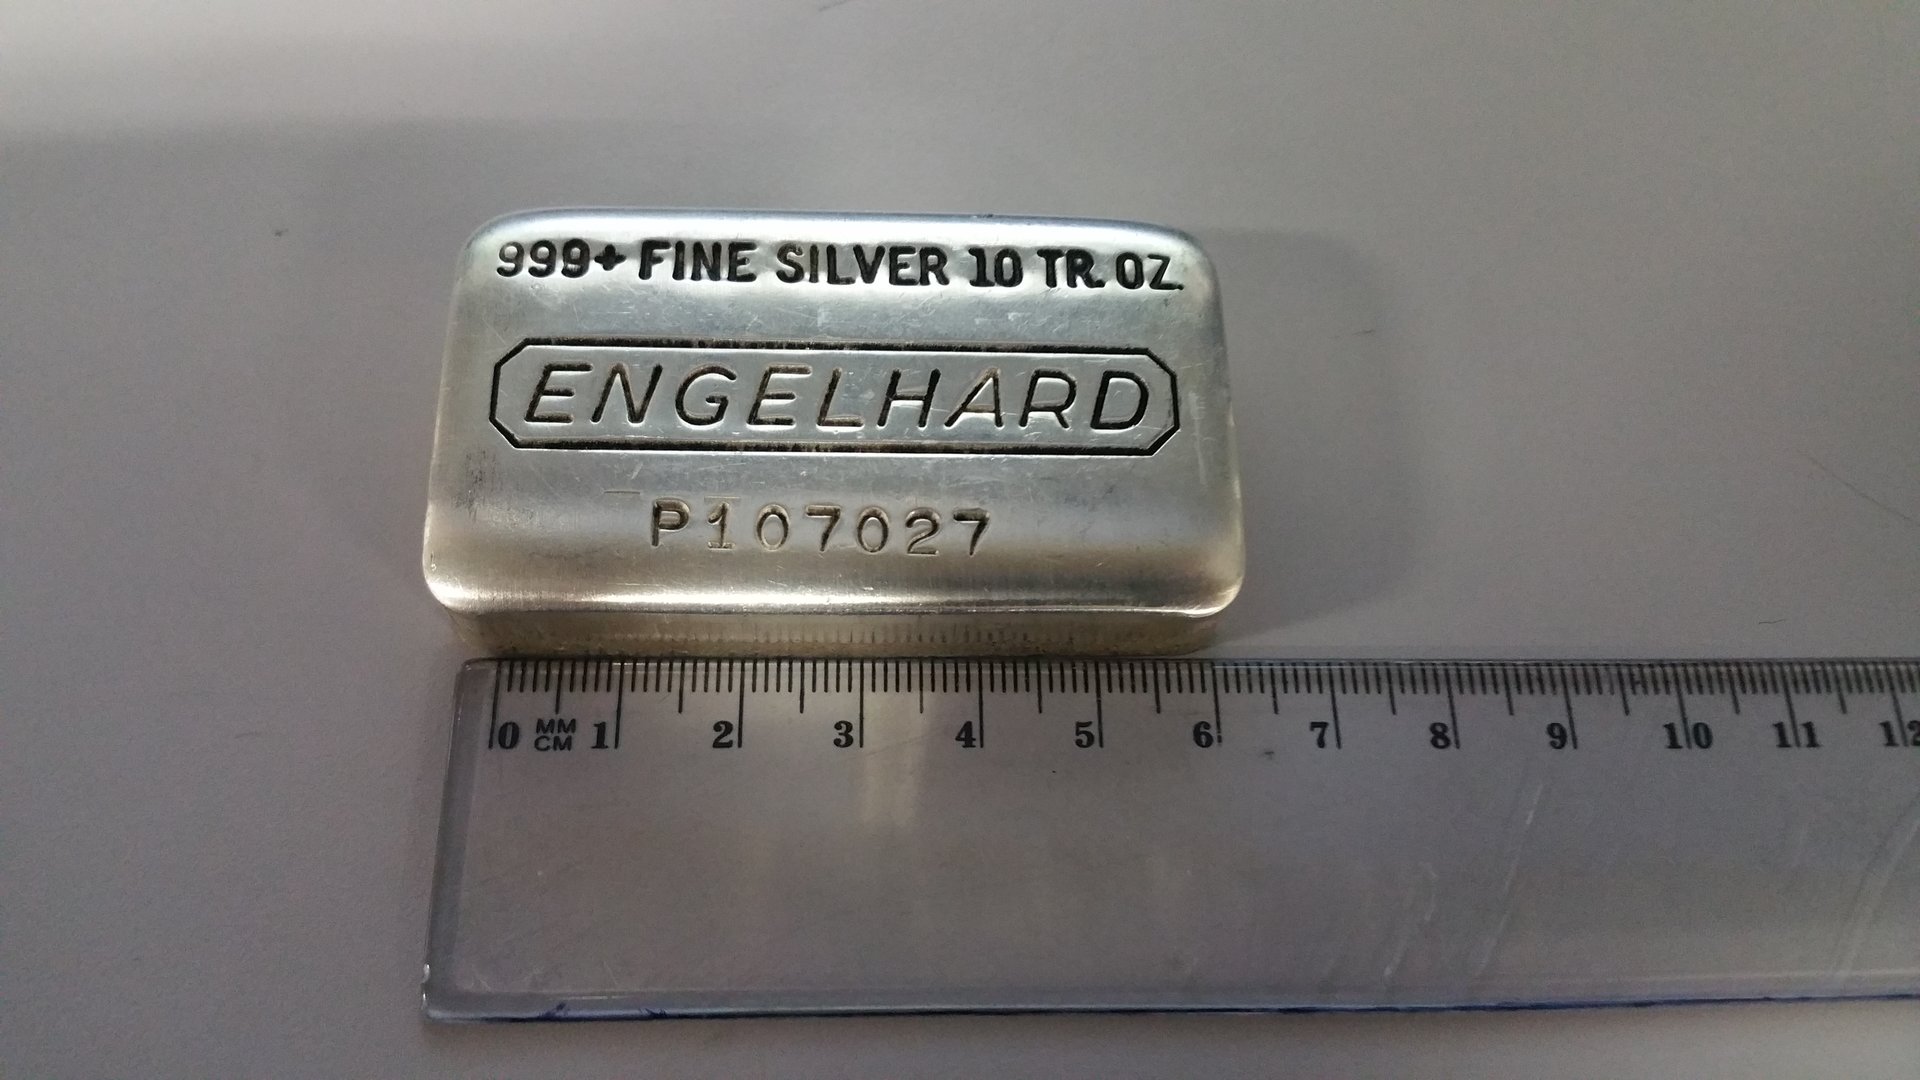 999+ FINE SILVER 10 TR. OZ.
ENGELHARD
P107027
0 MM 1 2 3 4 5 6 7 8 9 10 11 12
CM